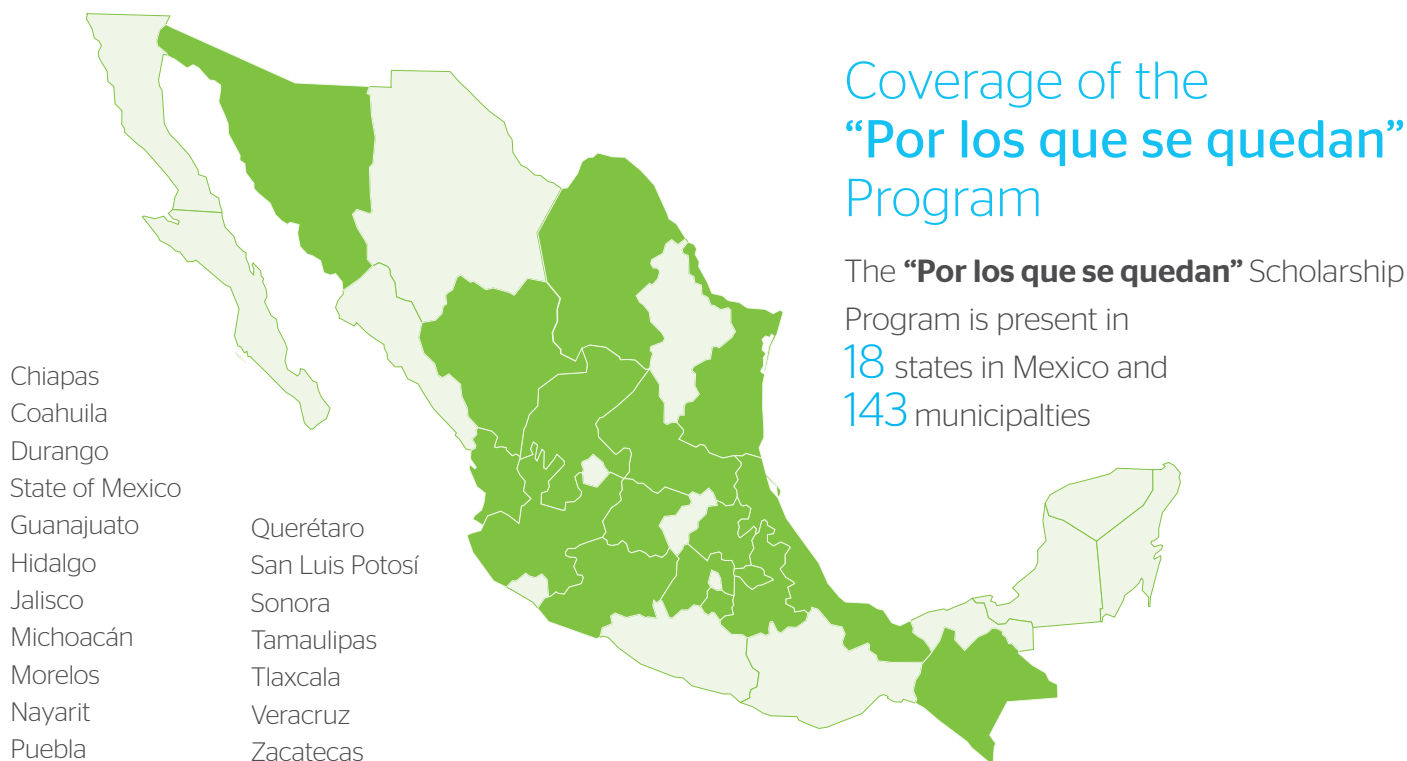 Coverage of the
“Por los que se quedan”
Program
The “Por los que se quedan” Scholarship
Program is present in
18 states in Mexico and
143 municipalties
Chiapas
Coahuila
Durango
State of Mexico
Guanajuato
Hidalgo
Jalisco
Michoacán
Morelos
Nayarit
Puebla
Querétaro
San Luis Potosí
Sonora
Tamaulipas
Tlaxcala
Veracruz
Zacatecas